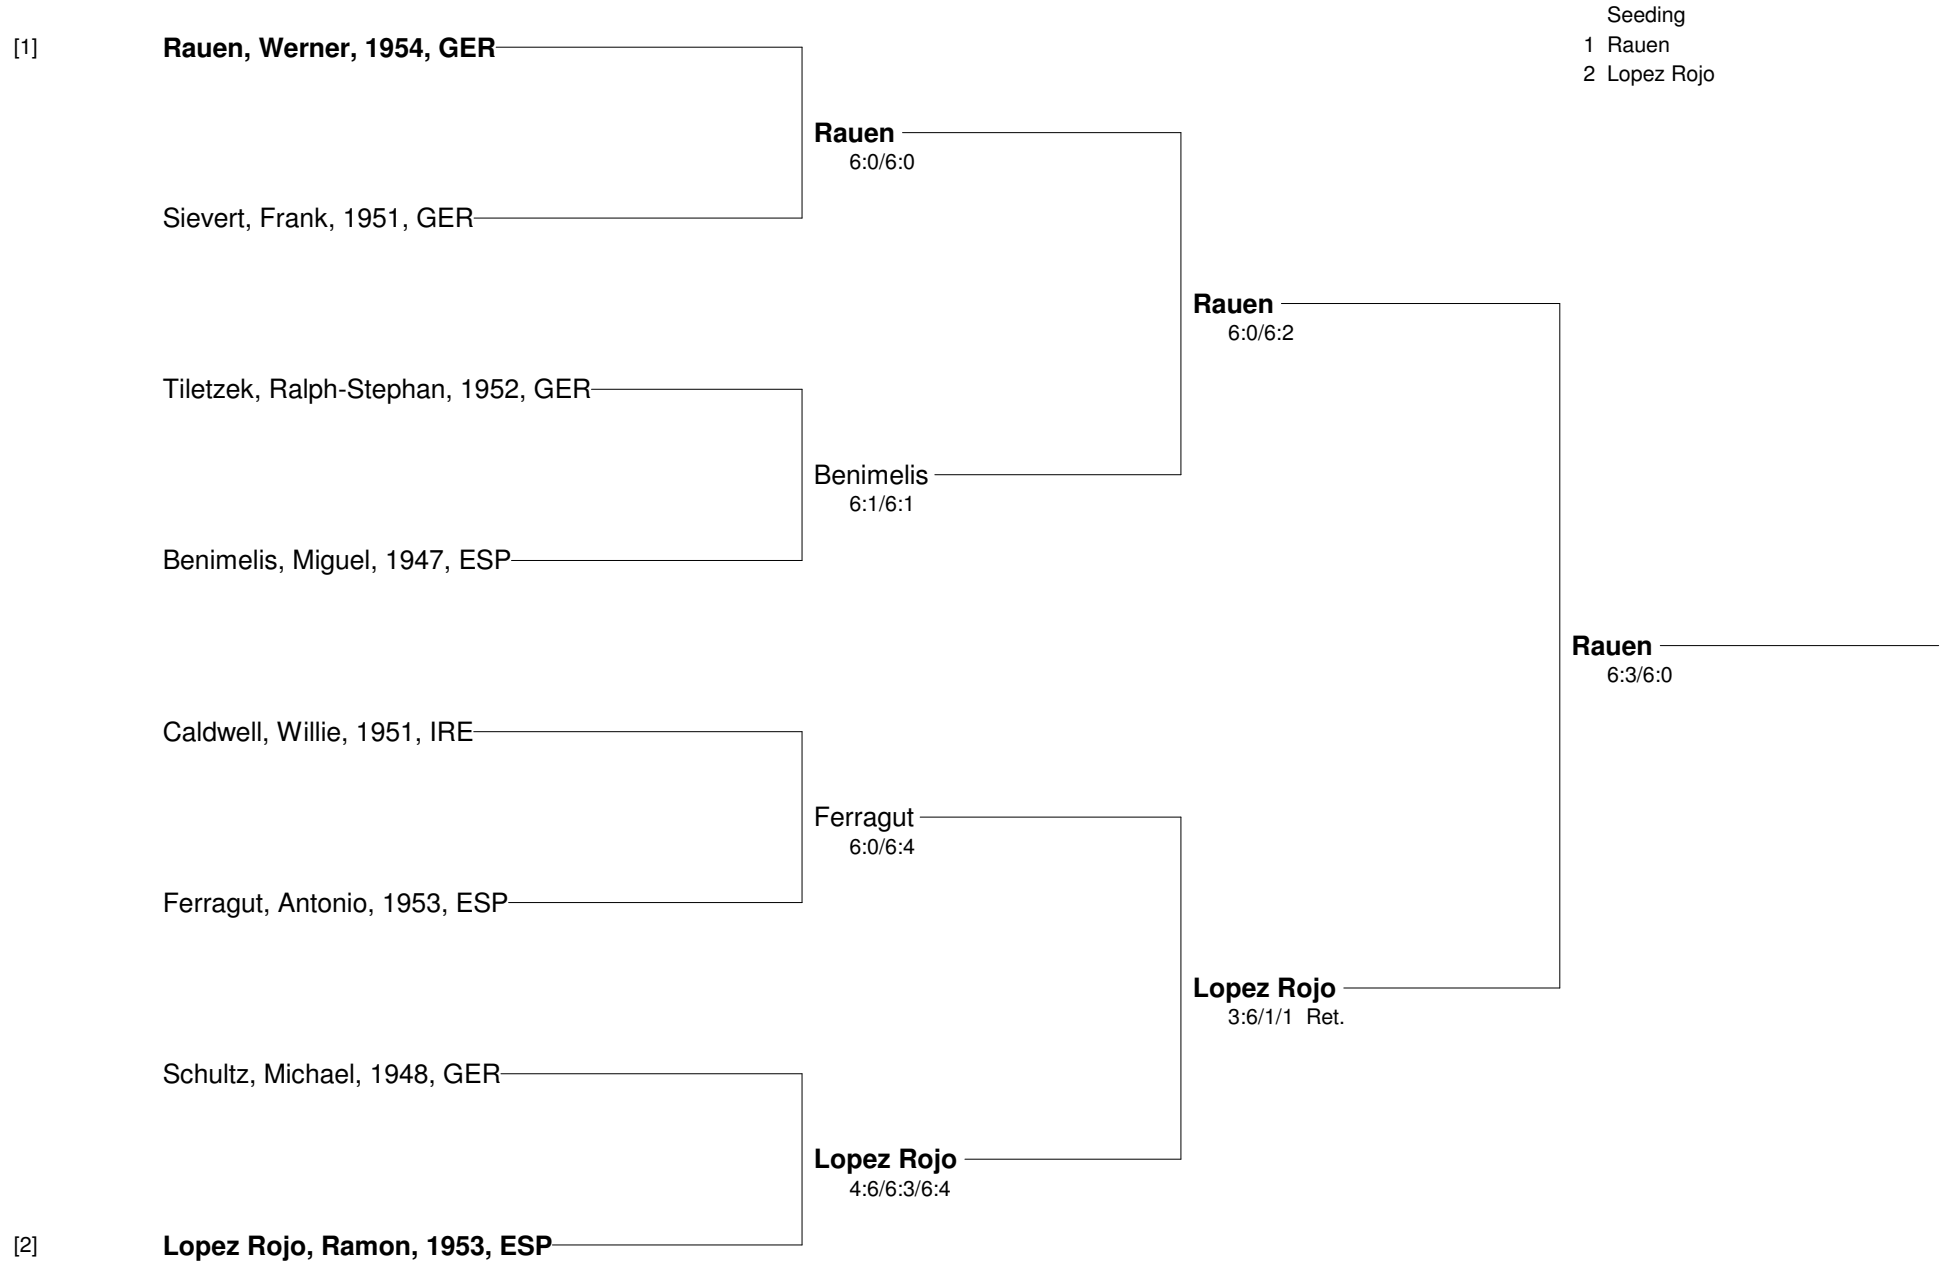 Seeding
1 Rauen
2 Lopez Rojo
[1] Rauen, Werner, 1954, GER
Rauen
6:0/6:0
Sievert, Frank, 1951, GER
Rauen
6:0/6:2
Tiletzek, Ralph-Stephan, 1952, GER
Benimelis
6:1/6:1
Benimelis, Miguel, 1947, ESP
Rauen
6:3/6:0
Caldwell, Willie, 1951, IRE
Ferragut
6:0/6:4
Ferragut, Antonio, 1953, ESP
Lopez Rojo
3:6/1/1 Ret.
Schultz, Michael, 1948, GER
Lopez Rojo
4:6/6:3/6:4
[2] Lopez Rojo, Ramon, 1953, ESP